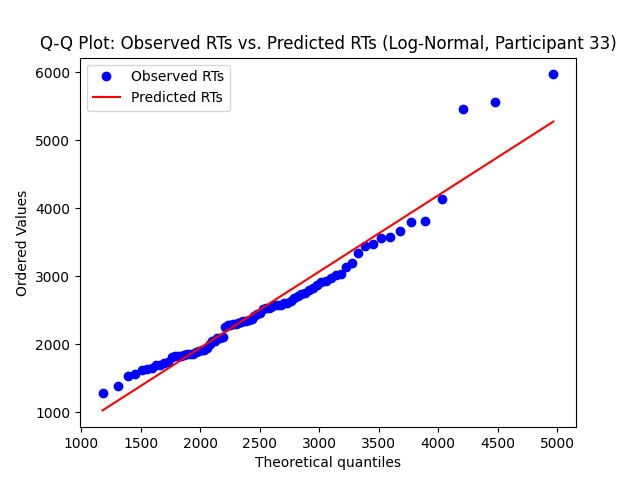 Q-Q Plot: Observed RTs vs. Predicted RTs (Log-Normal, Participant 33)
Observed RTs
Predicted RTs
6000
5000
4000
3000
2000
1000
Ordered Values
1000 1500 2000 2500 3000 3500 4000 4500 5000
Theoretical quantiles